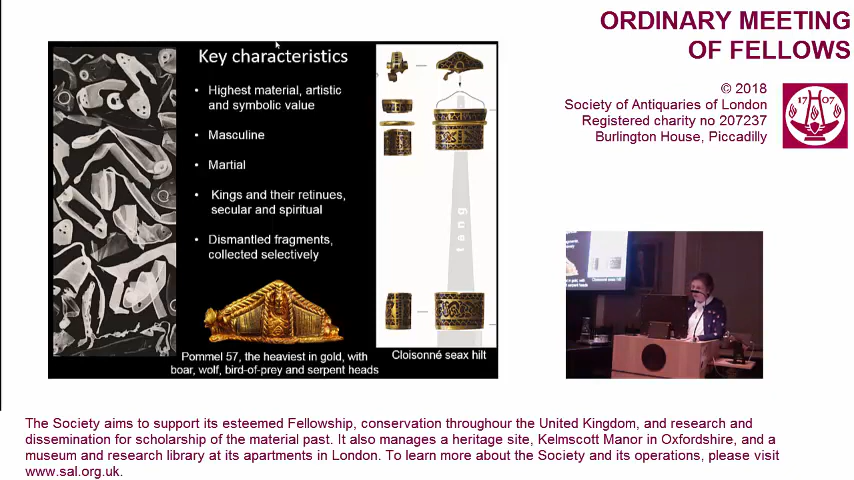 ORDINARY MEETING
OF FELLOWS
© 2018
Society of Antiquaries of London
Registered charity no 207237
Burlington House, Piccadilly
17 07
Key characteristics
• Highest material, artistic
and symbolic value
• Masculine
• Martial
• Kings and their retinues,
secular and spiritual
• Dismantled fragments,
collected selectively
Pommel 57, the heaviest in gold, with
boar, wolf, bird-of-prey and serpent heads
tang
Cloisonné seax hilt
The Society aims to support its esteemed Fellowship, conservation throughour the United Kingdom, and research and
dissemination for scholarship of the material past. It also manages a heritage site, Kelmscott Manor in Oxfordshire, and a
museum and research library at its apartments in London. To learn more about the Society and its operations, please visit
www.sal.org.uk.